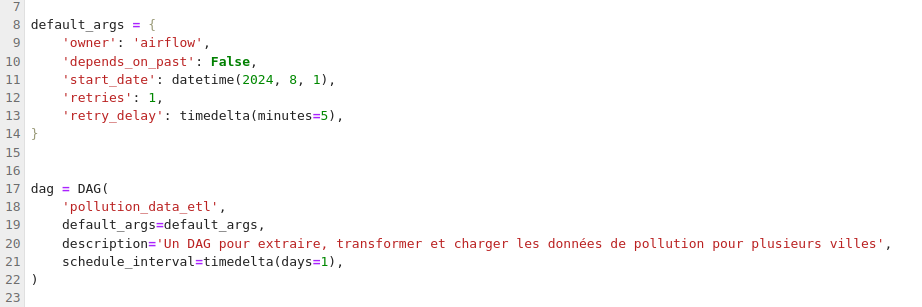 7
8 default_args = {
9     'owner': 'airflow',
10     'depends_on_past': False,
11     'start_date': datetime(2024, 8, 1),
12     'retries': 1,
13     'retry_delay': timedelta(minutes=5),
14 }
15
16
17 dag = DAG(
18     'pollution_data_etl',
19     default_args=default_args,
20     description='Un DAG pour extraire, transformer et charger les données de pollution pour plusieurs villes',
21     schedule_interval=timedelta(days=1),
22 )
23